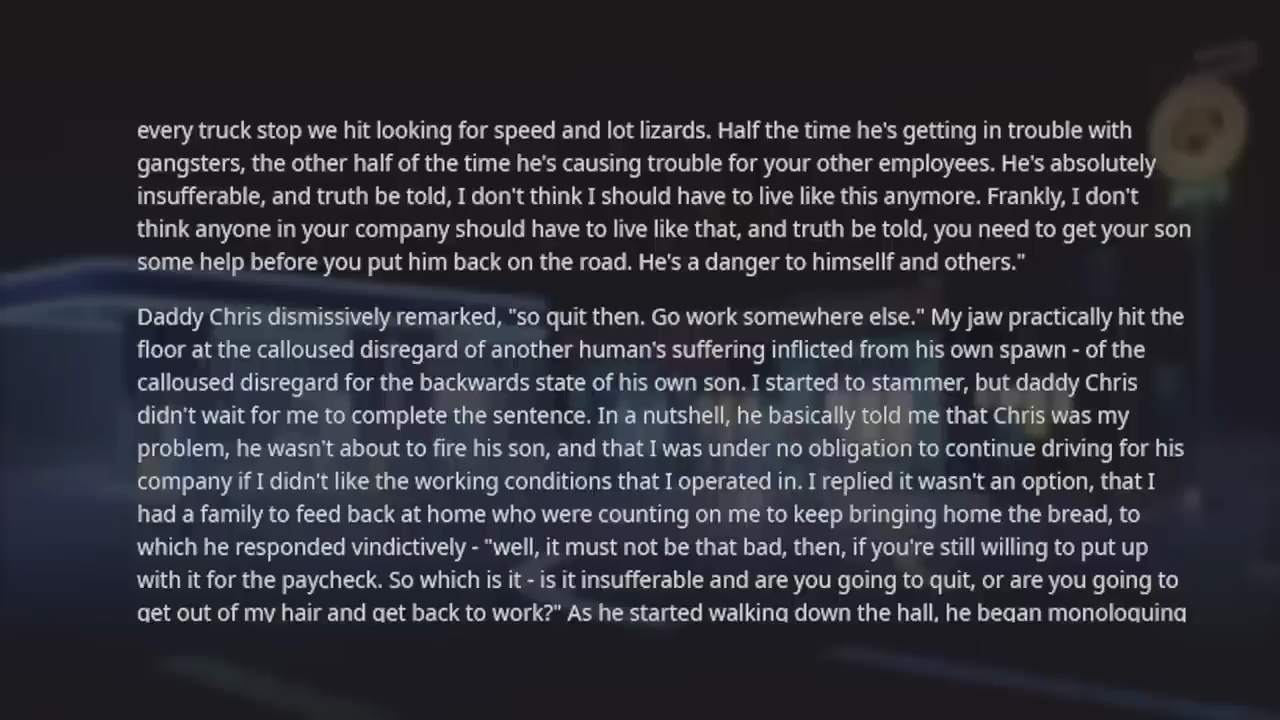 every truck stop we hit looking for speed and lot lizards. Half the time he's getting in trouble with
gangsters, the other half of the time he's causing trouble for your other employees. He's absolutely
insufferable, and truth be told, I don't think I should have to live like this anymore. Frankly, I don't
think anyone in your company should have to live like that, and truth be told, you need to get your son
some help before you put him back on the road. He's a danger to himself and others."
Daddy Chris dismissively remarked, "so quit then. Go work somewhere else." My jaw practically hit the
floor at the calloused disregard of another human's suffering inflicted from his own spawn - of the
calloused disregard for the backwards state of his own son. I started to stammer, but daddy Chris
didn't wait for me to complete the sentence. In a nutshell, he basically told me that Chris was my
problem, he wasn't about to fire his son, and that I was under no obligation to continue driving for his
company if I didn't like the working conditions that I operated in. I replied it wasn't an option, that I
had a family to feed back at home who were counting on me to keep bringing home the bread, to
which he responded vindictively - "well, it must not be that bad, then, if you're still willing to put up
with it for the paycheck. So which is it - is it insufferable and are you going to quit, or are you going to
get out of my hair and get back to work?" As he started walking down the hall, he began monologuing